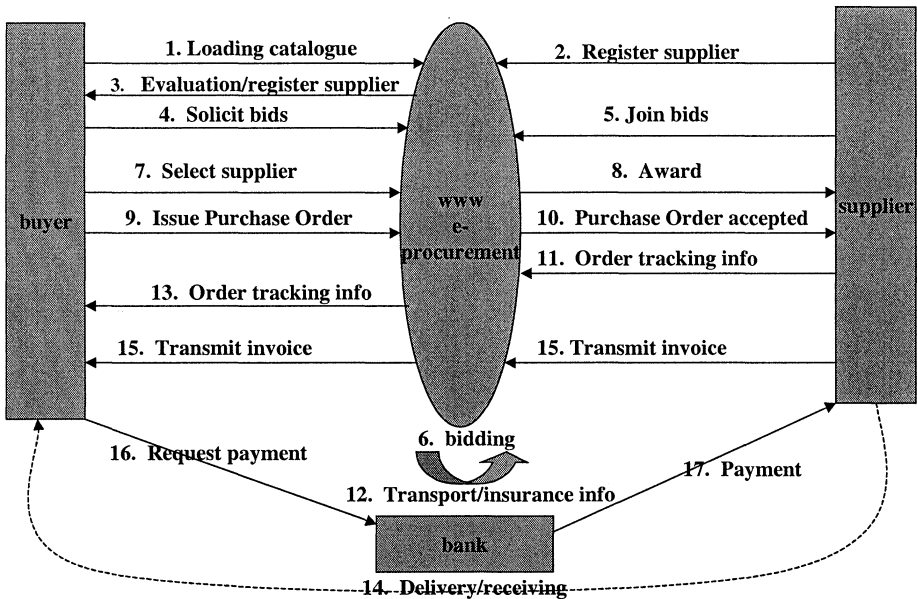 1. Loading catalogue
2. Register supplier
3. Evaluation/register supplier
4. Solicit bids
5. Join bids
7. Select supplier
8. Award
buyer
www
e-
procurement
supplier
9. Issue Purchase Order
10. Purchase Order accepted
11. Order tracking info
13. Order tracking info
15. Transmit invoice
15. Transmit invoice
6. bidding
16. Request payment
17. Payment
12. Transport/insurance info
bank
14. Delivery/receiving